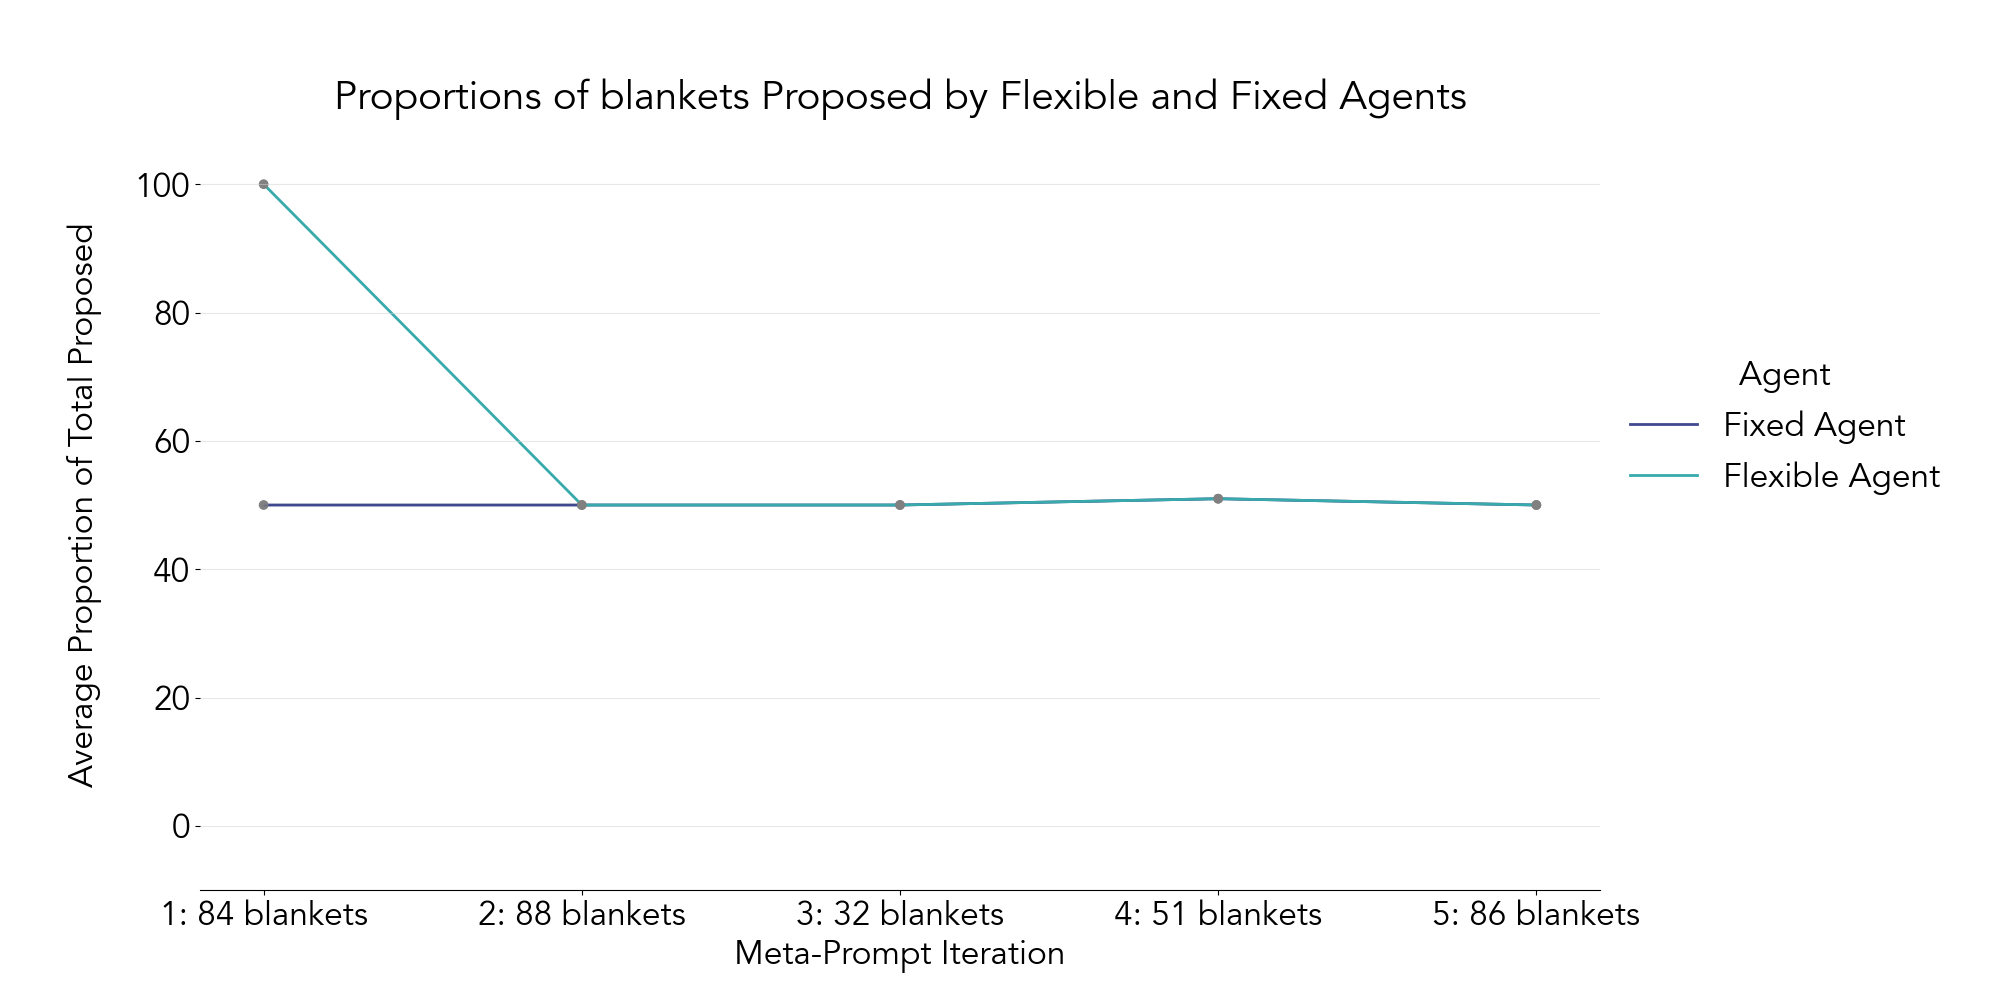 Proportions of blankets Proposed by Flexible and Fixed Agents
Average Proportion of Total Proposed
100
80
60
40
20
0
1: 84 blankets
2: 88 blankets
3: 32 blankets
4: 51 blankets
5: 86 blankets
Meta-Prompt Iteration
Agent
Fixed Agent
Flexible Agent